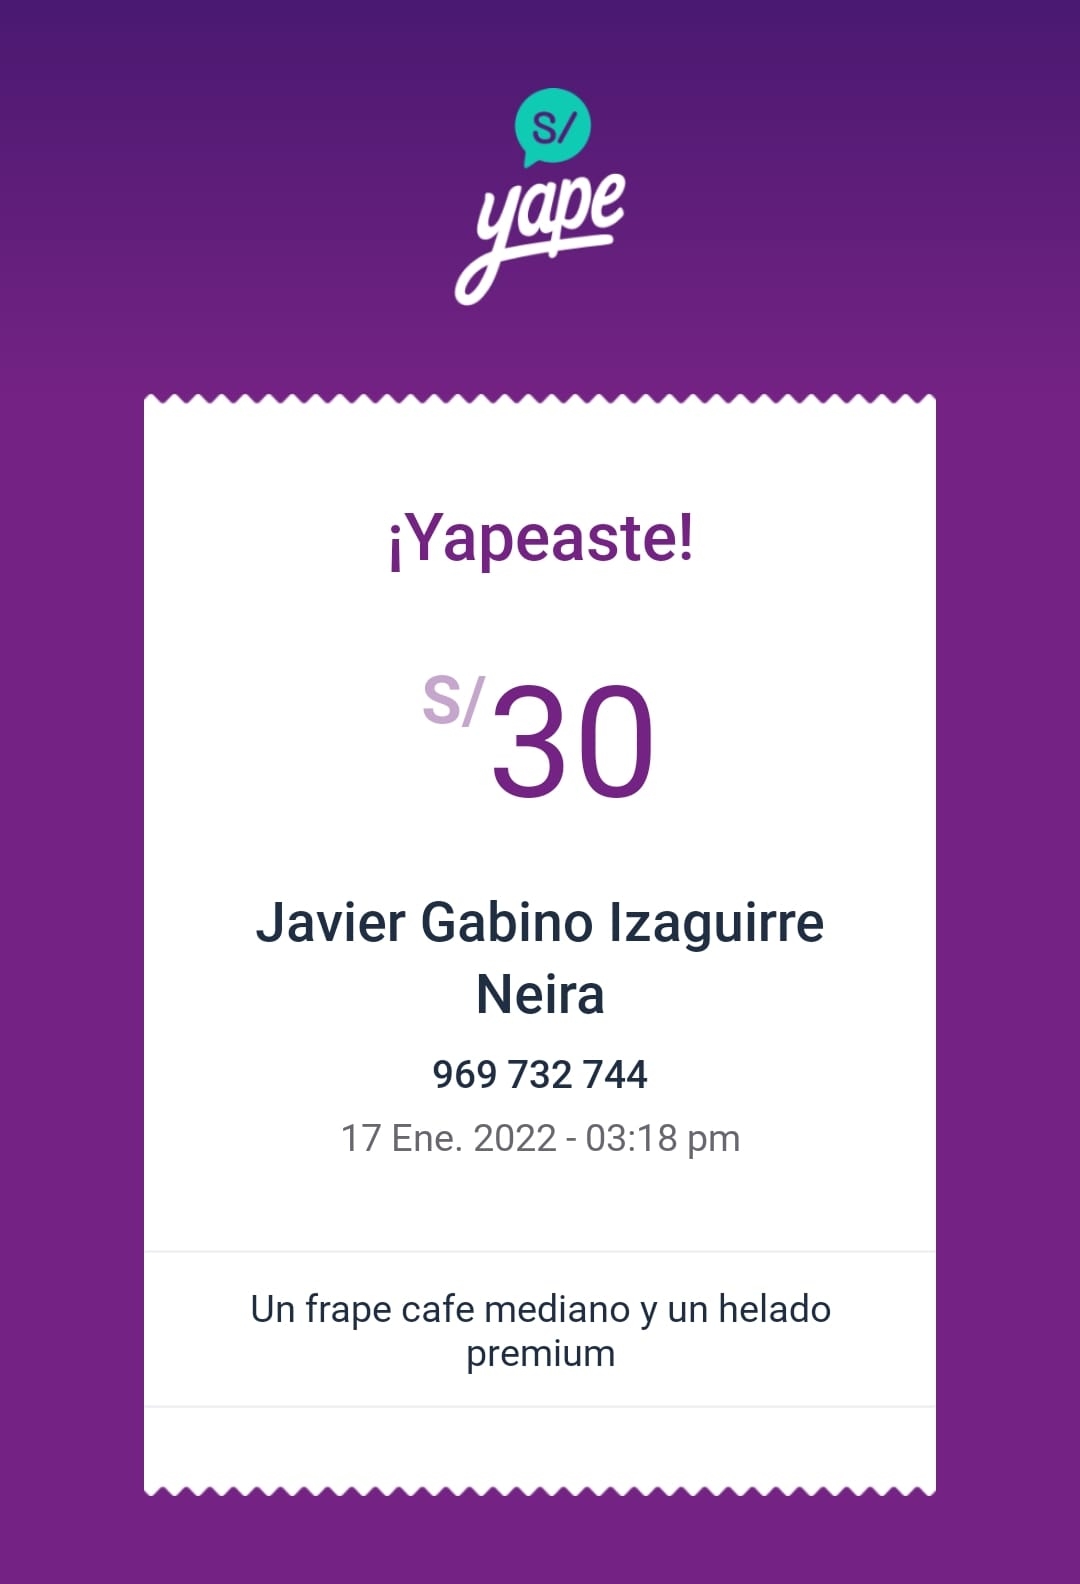 S/
yape
¡Yapeaste!
S/30
Javier Gabino Izaguirre
Neira
969 732 744
17 Ene. 2022 - 03:18 pm
Un frape cafe mediano y un helado
premium